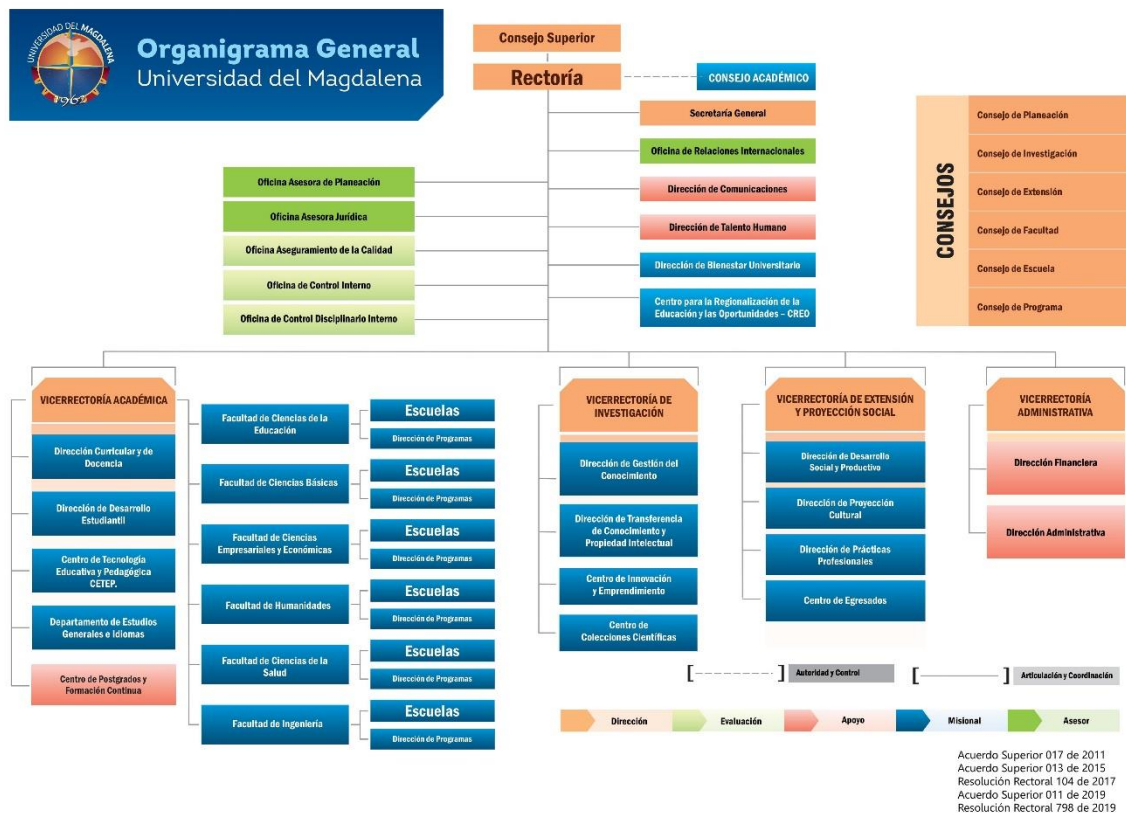 UNIVERSIDAD DEL MAGDALENA
1962
Organigrama General
Universidad del Magdalena
Consejo Superior
Rectoría
CONSEJO ACADÉMICO
Secretaría General
Oficina de Relaciones Internacionales
Dirección de Comunicaciones
Dirección de Talento Humano
Dirección de Bienestar Universitario
Centro para la Regionalización de la
Educación y las Oportunidades – CREO
Oficina Asesora de Planeación
Oficina Asesora Jurídica
Oficina Aseguramiento de la Calidad
Oficina de Control Interno
Oficina de Control Disciplinario Interno
CONSEJOS
Consejo de Planeación
Consejo de Investigación
Consejo de Extensión
Consejo de Facultad
Consejo de Escuela
Consejo de Programa
VICERRECTORÍA ACADÉMICA
Dirección Curricular y de
Docencia
Dirección de Desarrollo
Estudiantil
Centro de Tecnología
Educativa y Pedagógica
CETEP.
Departamento de Estudios
Generales e Idiomas
Centro de Postgrados y
Formación Continua
Facultad de Ciencias de la
Educación
Escuelas
Dirección de Programas
Facultad de Ciencias Básicas
Escuelas
Dirección de Programas
Facultad de Ciencias
Empresariales y Económicas
Escuelas
Dirección de Programas
Facultad de Humanidades
Escuelas
Dirección de Programas
Facultad de Ciencias de la
Salud
Escuelas
Dirección de Programas
Facultad de Ingeniería
Escuelas
Dirección de Programas
VICERRECTORÍA DE
INVESTIGACIÓN
Dirección de Gestión del
Conocimiento
Dirección de Transferencia
de Conocimiento y
Propiedad Intelectual
Centro de Innovación
y Emprendimiento
Centro de
Colecciones Científicas
VICERRECTORÍA DE EXTENSIÓN
Y PROYECCIÓN SOCIAL
Dirección de Desarrollo
Social y Productivo
Dirección de Proyección
Cultural
Dirección de Prácticas
Profesionales
Centro de Egresados
VICERRECTORÍA
ADMINISTRATIVA
Dirección Financiera
Dirección Administrativa
Autoridad y Control
Articulación y Coordinación
Dirección
Evaluación
Apoyo
Misional
Asesor
Acuerdo Superior 017 de 2011
Acuerdo Superior 013 de 2015
Resolución Rectoral 104 de 2017
Acuerdo Superior 011 de 2019
Resolución Rectoral 798 de 2019